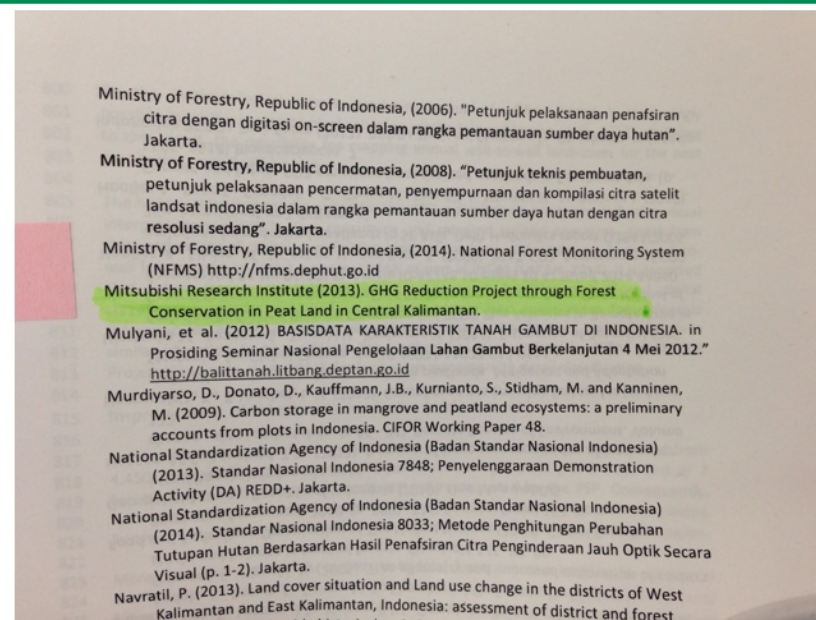 Ministry of Forestry, Republic of Indonesia, (2006). "Petunjuk pelaksanaan penafsiran
citra dengan digitasi on-screen dalam rangka pemantauan sumber daya hutan".
Jakarta.
Ministry of Forestry, Republic of Indonesia, (2008). "Petunjuk teknis pembuatan,
petunjuk pelaksanaan pencermatan, penyempurnaan dan kompilasi citra satelit
landsat indonesia dalam rangka pemantauan sumber daya hutan dengan citra
resolusi sedang". Jakarta.
Ministry of Forestry, Republic of Indonesia, (2014). National Forest Monitoring System
(NFMS) http://nfms.dephut.go.id
Mitsubishi Research Institute (2013). GHG Reduction Project through Forest
Conservation in Peat Land in Central Kalimantan.
Mulyani, et al. (2012) BASISDATA KARAKTERISTIK TANAH GAMBUT DI INDONESIA. in
Prosiding Seminar Nasional Pengelolaan Lahan Gambut Berkelanjutan 4 Mei 2012."
http://balittanah.litbang.deptan.go.id
Murdiyarso, D., Donato, D., Kauffmann, J.B., Kurnianto, S., Stidham, M. and Kanninen,
M. (2009). Carbon storage in mangrove and peatland ecosystems: a preliminary
accounts from plots in Indonesia. CIFOR Working Paper 48.
National Standardization Agency of Indonesia (Badan Standar Nasional Indonesia)
(2013). Standar Nasional Indonesia 7848; Penyelenggaraan Demonstration
Activity (DA) REDD+. Jakarta.
National Standardization Agency of Indonesia (Badan Standar Nasional Indonesia)
(2014). Standar Nasional Indonesia 8033; Metode Penghitungan Perubahan
Tutupan Hutan Berdasarkan Hasil Penafsiran Citra Penginderaan Jauh Optik Secara
Visual (p. 1-2). Jakarta.
Navratil, P. (2013). Land cover situation and Land use change in the districts of West
Kalimantan and East Kalimantan, Indonesia: assessment of district and forest